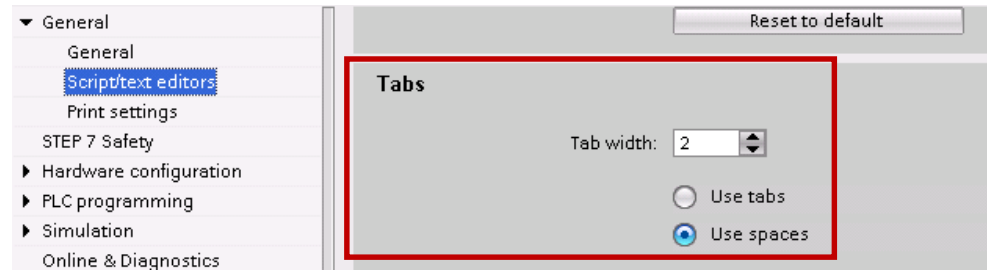 General
General
Script/text editors
Print settings
STEP 7 Safety
Hardware configuration
PLC programming
Simulation
Online & Diagnostics
Reset to default
Tabs
Tab width: 2
Use tabs
Use spaces